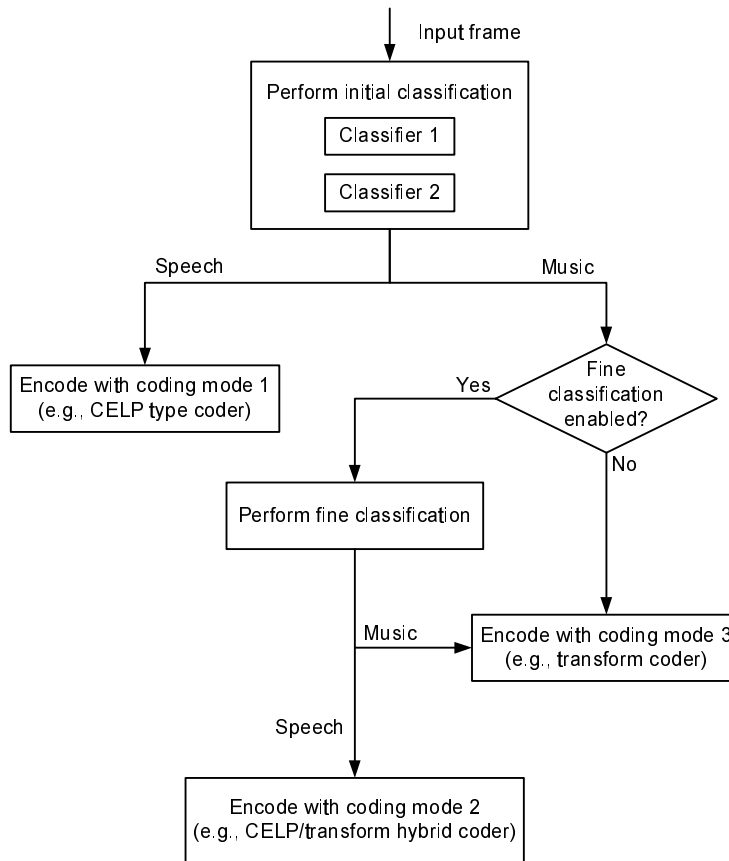 Input frame
Perform initial classification
Classifier 1
Classifier 2
Speech
Music
Encode with coding mode 1
(e.g., CELP type coder)
Yes
Fine
classification
enabled?
No
Perform fine classification
Music
Encode with coding mode 3
(e.g., transform coder)
Speech
Encode with coding mode 2
(e.g., CELP/transform hybrid coder)